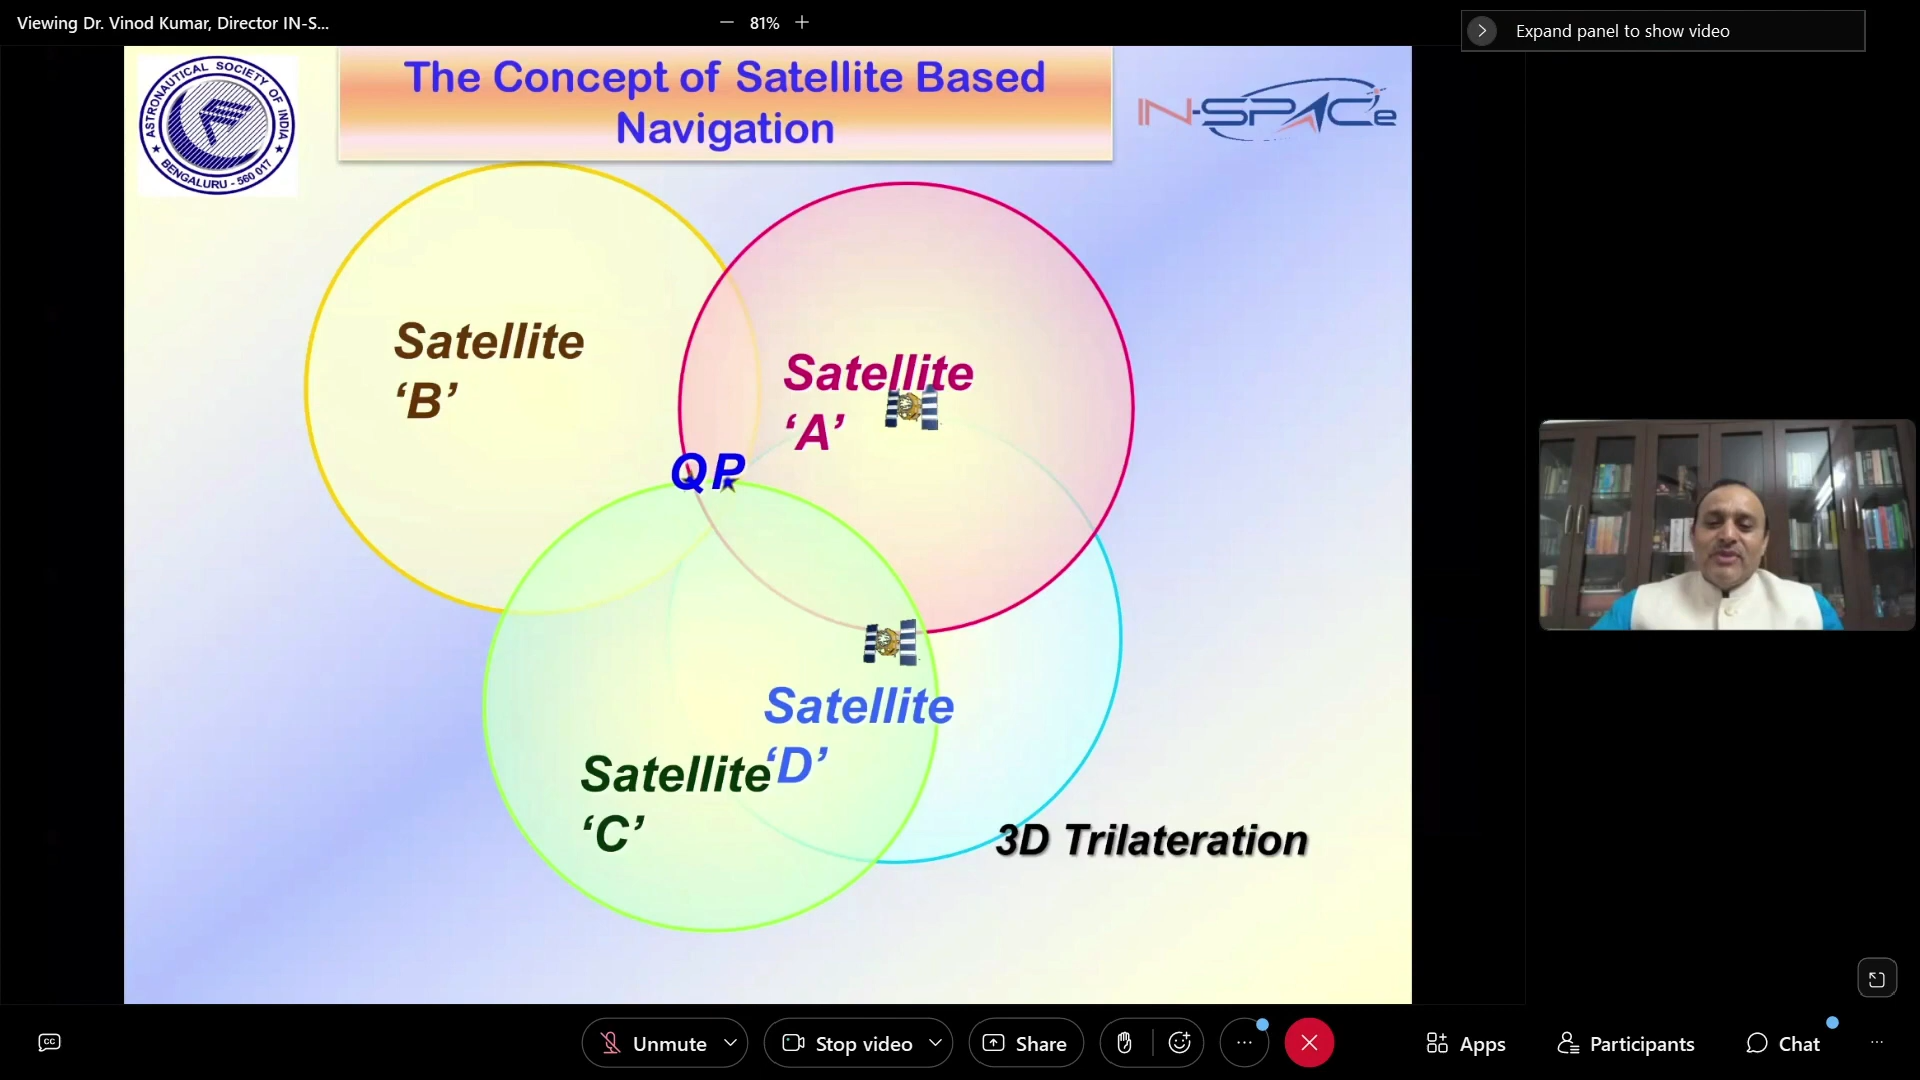 Viewing Dr. Vinod Kumar, Director IN-S...
81%
Expand panel to show video
ASTRONAUTICAL SOCIETY OF INDIA
BENGALURU - 560 017
The Concept of Satellite Based
Navigation
IN-SPACe
Satellite
‘B’
Satellite
‘A’
Q P
Satellite
‘D’
Satellite
‘C’
3D Trilateration
CC
Unmute
Stop video
Share
Apps
Participants
Chat